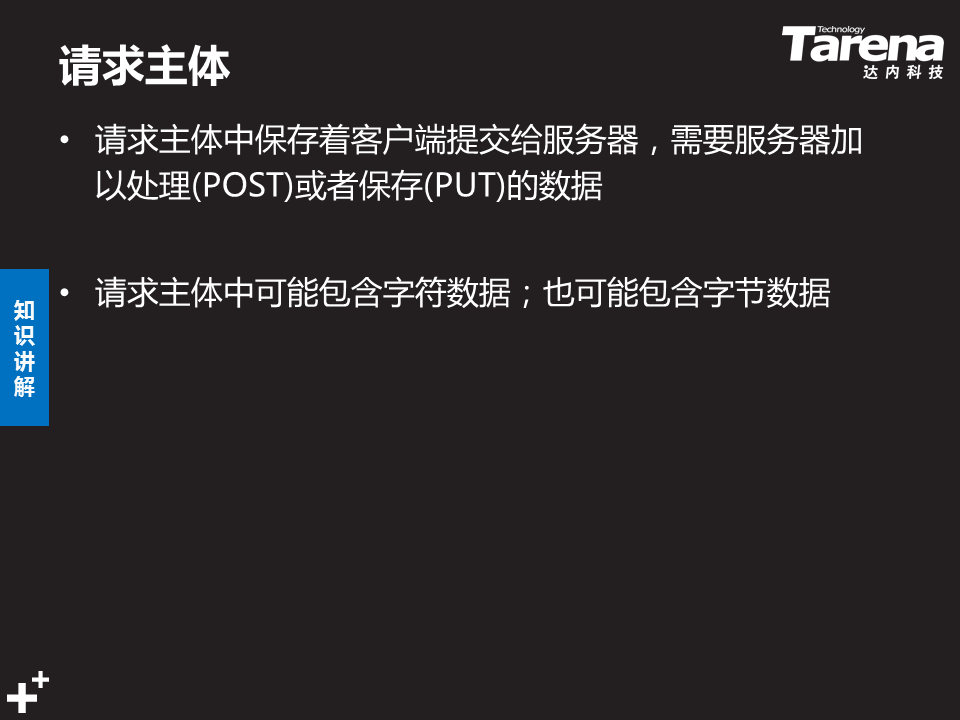 请求主体
Technology
Tarena
达内科技
• 请求主体中保存着客户端提交给服务器，需要服务器加
以处理(POST)或者保存(PUT)的数据
• 请求主体中可能包含字符数据；也可能包含字节数据
知
识
讲
解